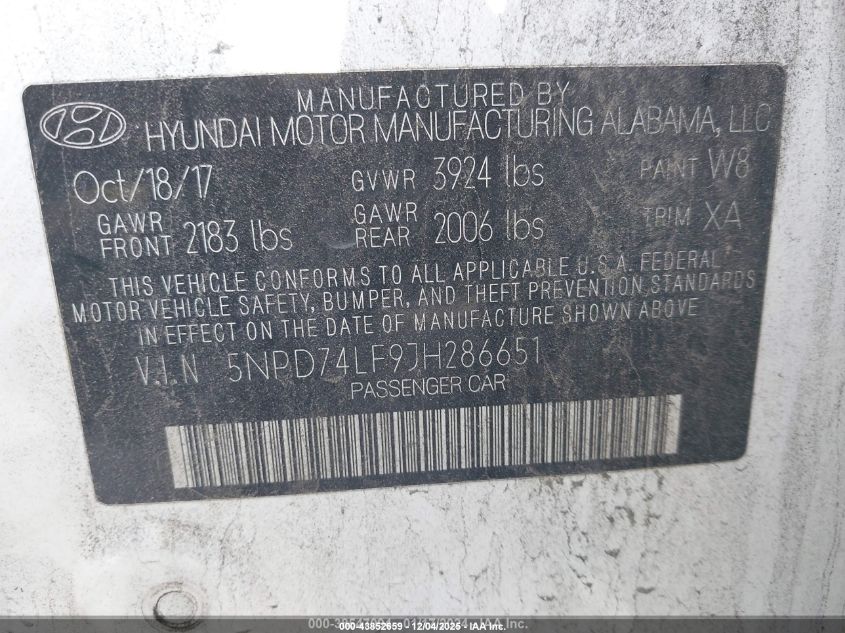 MANUFACTURED BY
HYUNDAI MOTOR MANUFACTURING ALABAMA, LLC
Oct/18/17 GVWR 3924 lbs PAINT W8
GAWR FRONT 2183 lbs GAWR REAR 2006 lbs TRIM XA
THIS VEHICLE CONFORMS TO ALL APPLICABLE U.S.A. FEDERAL
MOTOR VEHICLE SAFETY, BUMPER, AND THEFT PREVENTION STANDARDS
IN EFFECT ON THE DATE OF MANUFACTURE SHOWN ABOVE
V.I.N 5NPD74LF9JH286651
PASSENGER CAR
43852659 - 12/04/2025 - IAA Inc.